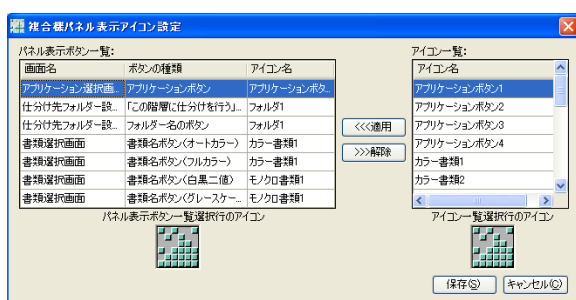 複合機パネル表示アイコン設定
パネル表示ボタン一覧:
アイコン一覧:
画面名 ボタンの種類 アイコン名
アプリケーション選択画... アプリケーションボタン アプリケーションボタ...
仕分け先フォルダー設... 「この階層に仕分けを行う」... フォルダ1
仕分け先フォルダー設... フォルダー名のボタン フォルダ1
書類選択画面 書類名ボタン(オートカラー) カラー書類1
書類選択画面 書類名ボタン(フルカラー) カラー書類1
書類選択画面 書類名ボタン(白黒二値) モノクロ書類1
書類選択画面 書類名ボタン(グレースケー... モノクロ書類1
<<<適用
>>>解除
アイコン名
アプリケーションボタン1
アプリケーションボタン2
アプリケーションボタン3
アプリケーションボタン4
カラー書類1
カラー書類2
パネル表示ボタン一覧選択行のアイコン
アイコン一覧選択行のアイコン
保存(S)
キャンセル(C)